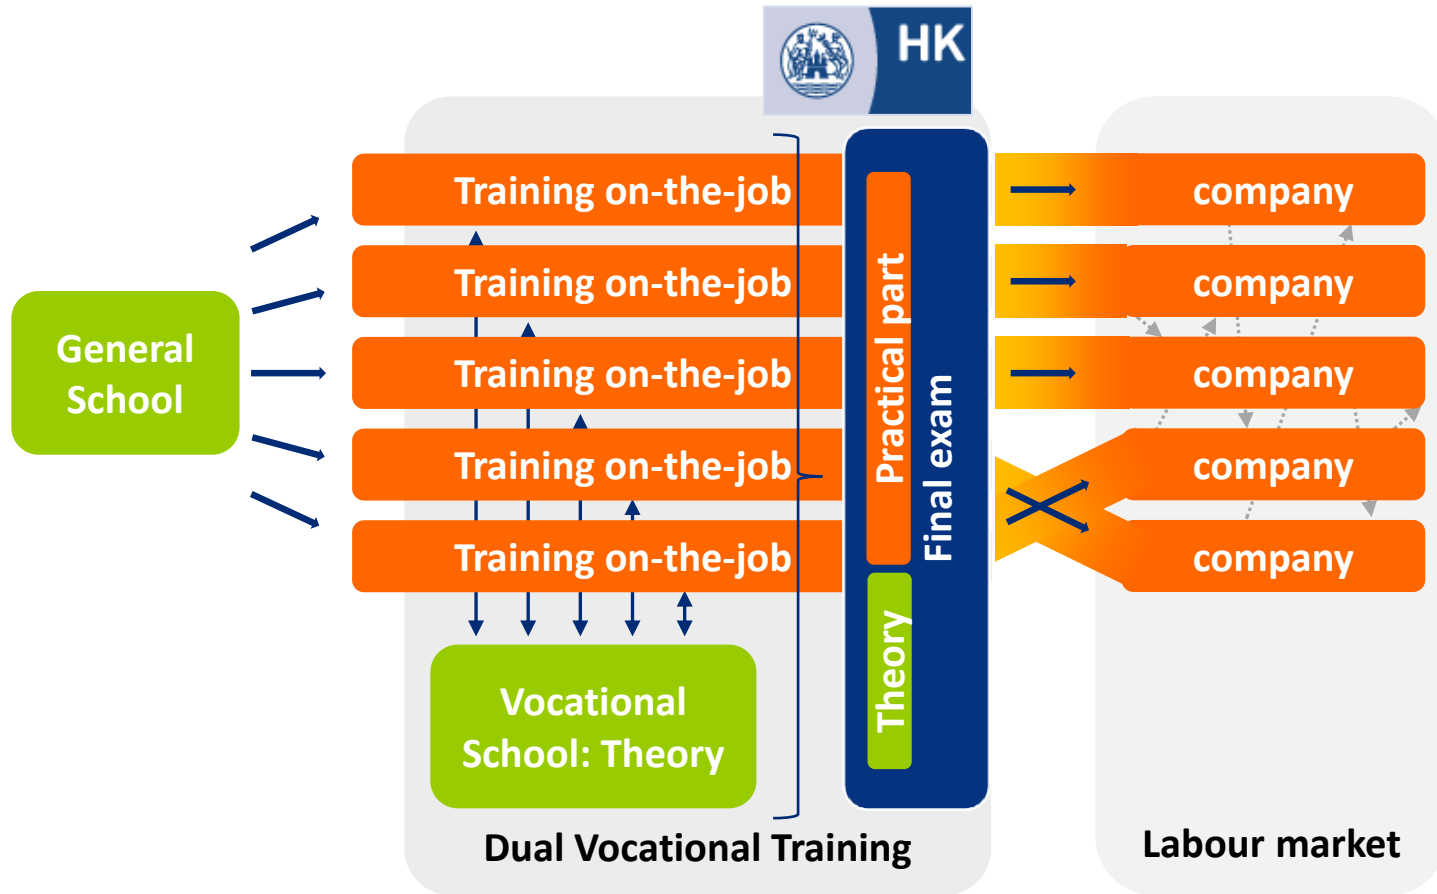 HK
General
School
Training on-the-job
Training on-the-job
Training on-the-job
Training on-the-job
Training on-the-job
Vocational
School: Theory
Practical part
Theory
Final exam
company
company
company
company
company
Dual Vocational Training
Labour market